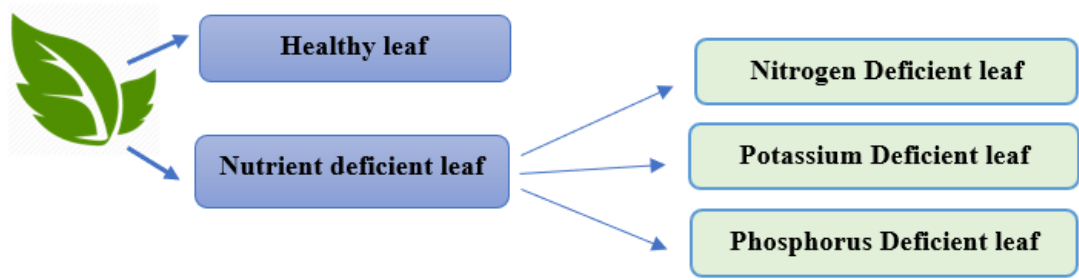 Healthy leaf
Nutrient deficient leaf
Nitrogen Deficient leaf
Potassium Deficient leaf
Phosphorus Deficient leaf